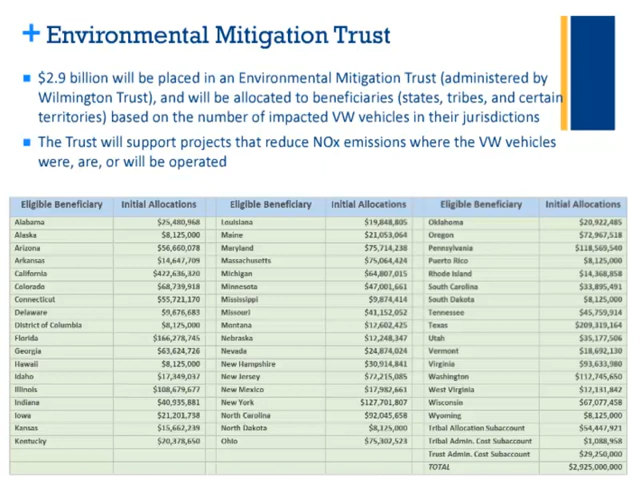 + Environmental Mitigation Trust
$2.9 billion will be placed in an Environmental Mitigation Trust (administered by
Wilmington Trust), and will be allocated to beneficiaries (states, tribes, and certain
territories) based on the number of impacted VW vehicles in their jurisdictions
The Trust will support projects that reduce NOx emissions where the VW vehicles
were, are, or will be operated
Eligible Beneficiary Initial Allocations Eligible Beneficiary Initial Allocations Eligible Beneficiary Initial Allocations
Alabama $25,480,968 Louisiana $19,848,805 Oklahoma $20,922,485
Alaska $8,125,000 Maine $21,053,064 Oregon $72,967,518
Arizona $56,660,078 Maryland $75,714,238 Pennsylvania $118,569,540
Arkansas $14,647,709 Massachusetts $75,064,424 Puerto Rico $8,125,000
California $422,636,320 Michigan $64,807,015 Rhode Island $14,368,858
Colorado $68,739,918 Minnesota $47,001,661 South Carolina $33,895,491
Connecticut $55,721,170 Mississippi $9,874,414 South Dakota $8,125,000
Delaware $9,676,683 Missouri $41,152,052 Tennessee $45,759,914
District of Columbia $8,125,000 Montana $12,602,425 Texas $209,319,164
Florida $166,278,745 Nebraska $12,248,347 Utah $35,177,506
Georgia $63,624,726 Nevada $24,874,024 Vermont $18,692,130
Hawaii $8,125,000 New Hampshire $30,914,841 Virginia $93,633,980
Idaho $17,349,037 New Jersey $72,215,085 Washington $112,745,650
Illinois $108,679,677 New Mexico $17,982,661 West Virginia $12,131,842
Indiana $40,935,881 New York $127,701,807 Wisconsin $67,077,458
Iowa $21,201,738 North Carolina $92,045,658 Wyoming $8,125,000
Kansas $15,662,239 North Dakota $8,125,000 Tribal Allocation Subaccount $54,447,921
Kentucky $20,378,650 Ohio $75,302,523 Tribal Admin. Cost Subaccount $1,088,958
Trust Admin. Cost Subaccount $29,250,000
TOTAL $2,925,000,000